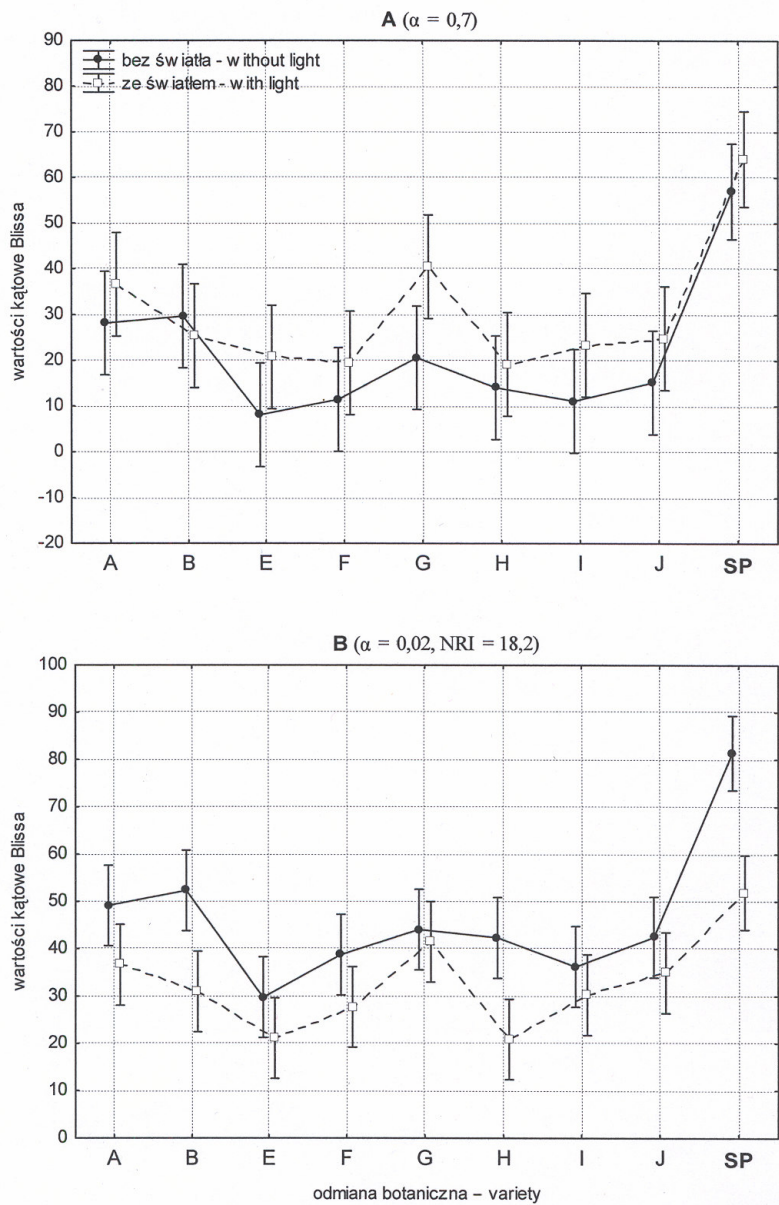 A (α = 0,7)
90
80
70
60
50
40
30
20
10
0
-10
-20
wartości kątowe Blissa
bez światła - without light
ze światłem - with light
A B E F G H I J SP
B (α = 0,02, NRI = 18,2)
100
90
80
70
60
50
40
30
20
10
0
wartości kątowe Blissa
A B E F G H I J SP
odmiana botaniczna – variety